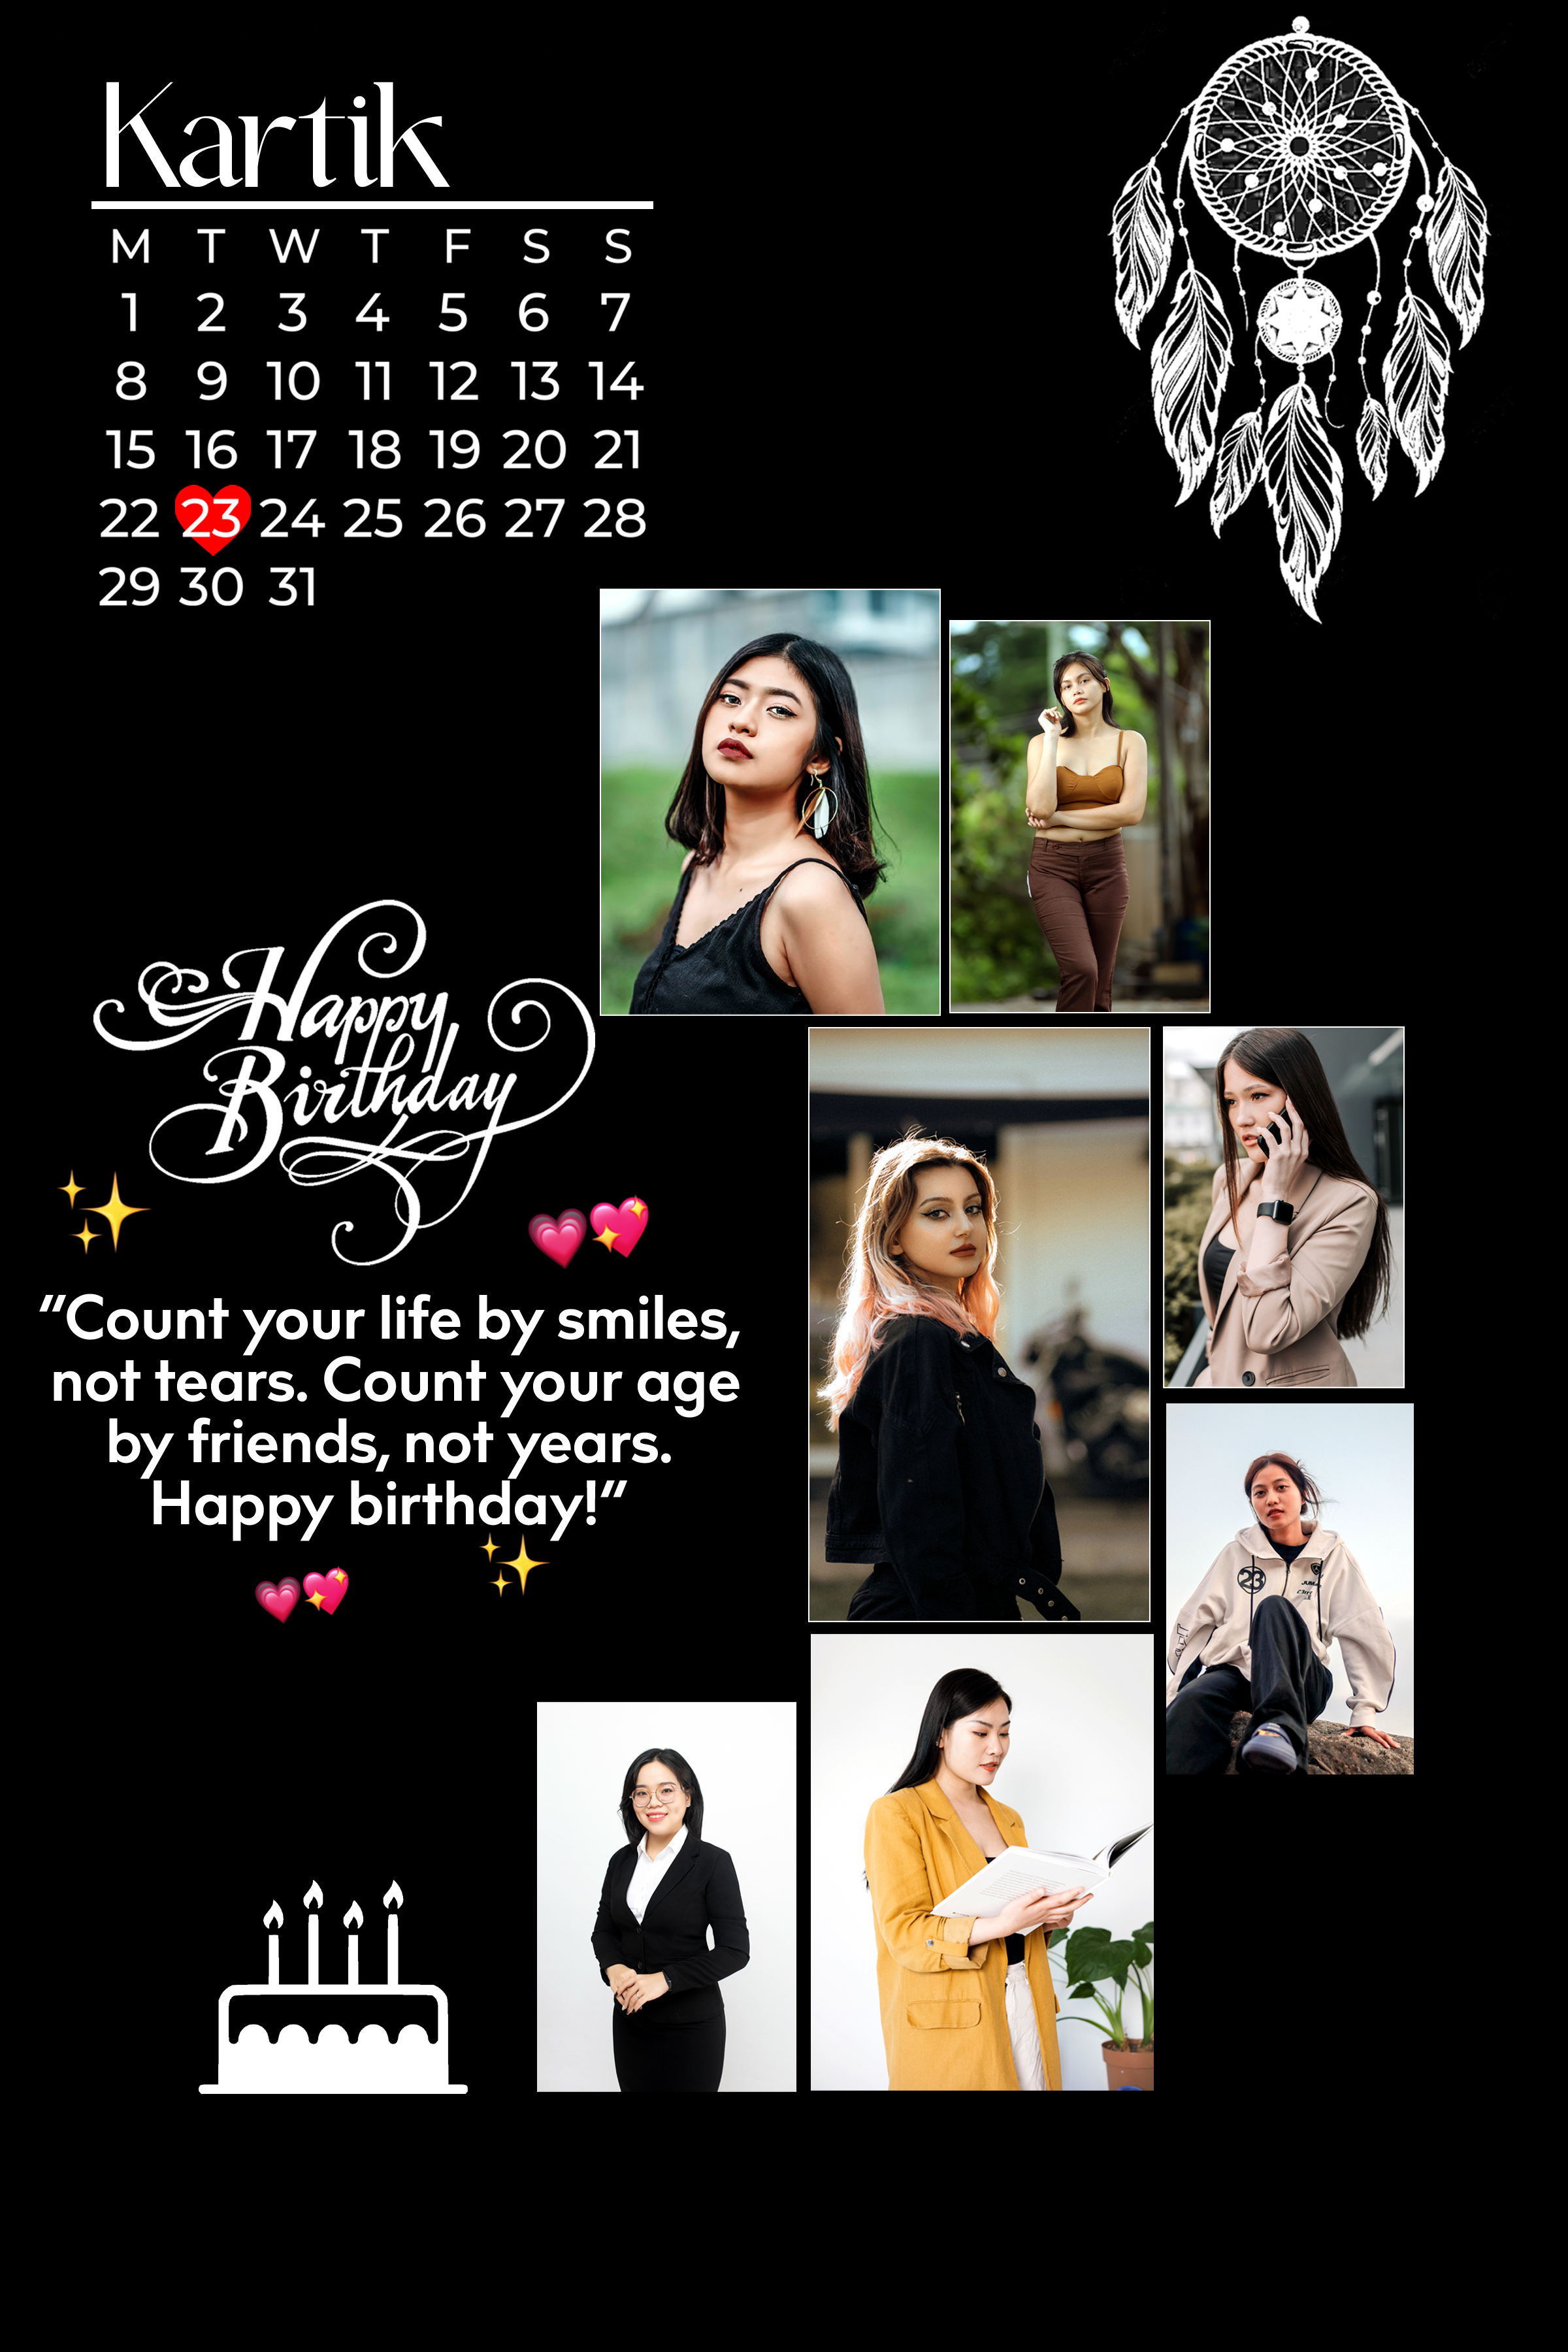 Kartik
M T W T F S S
1 2 3 4 5 6 7
8 9 10 11 12 13 14
15 16 17 18 19 20 21
22 23 24 25 26 27 28
29 30 31
Happy
Birthday
“Count your life by smiles,
not tears. Count your age
by friends, not years.
Happy birthday!”
23